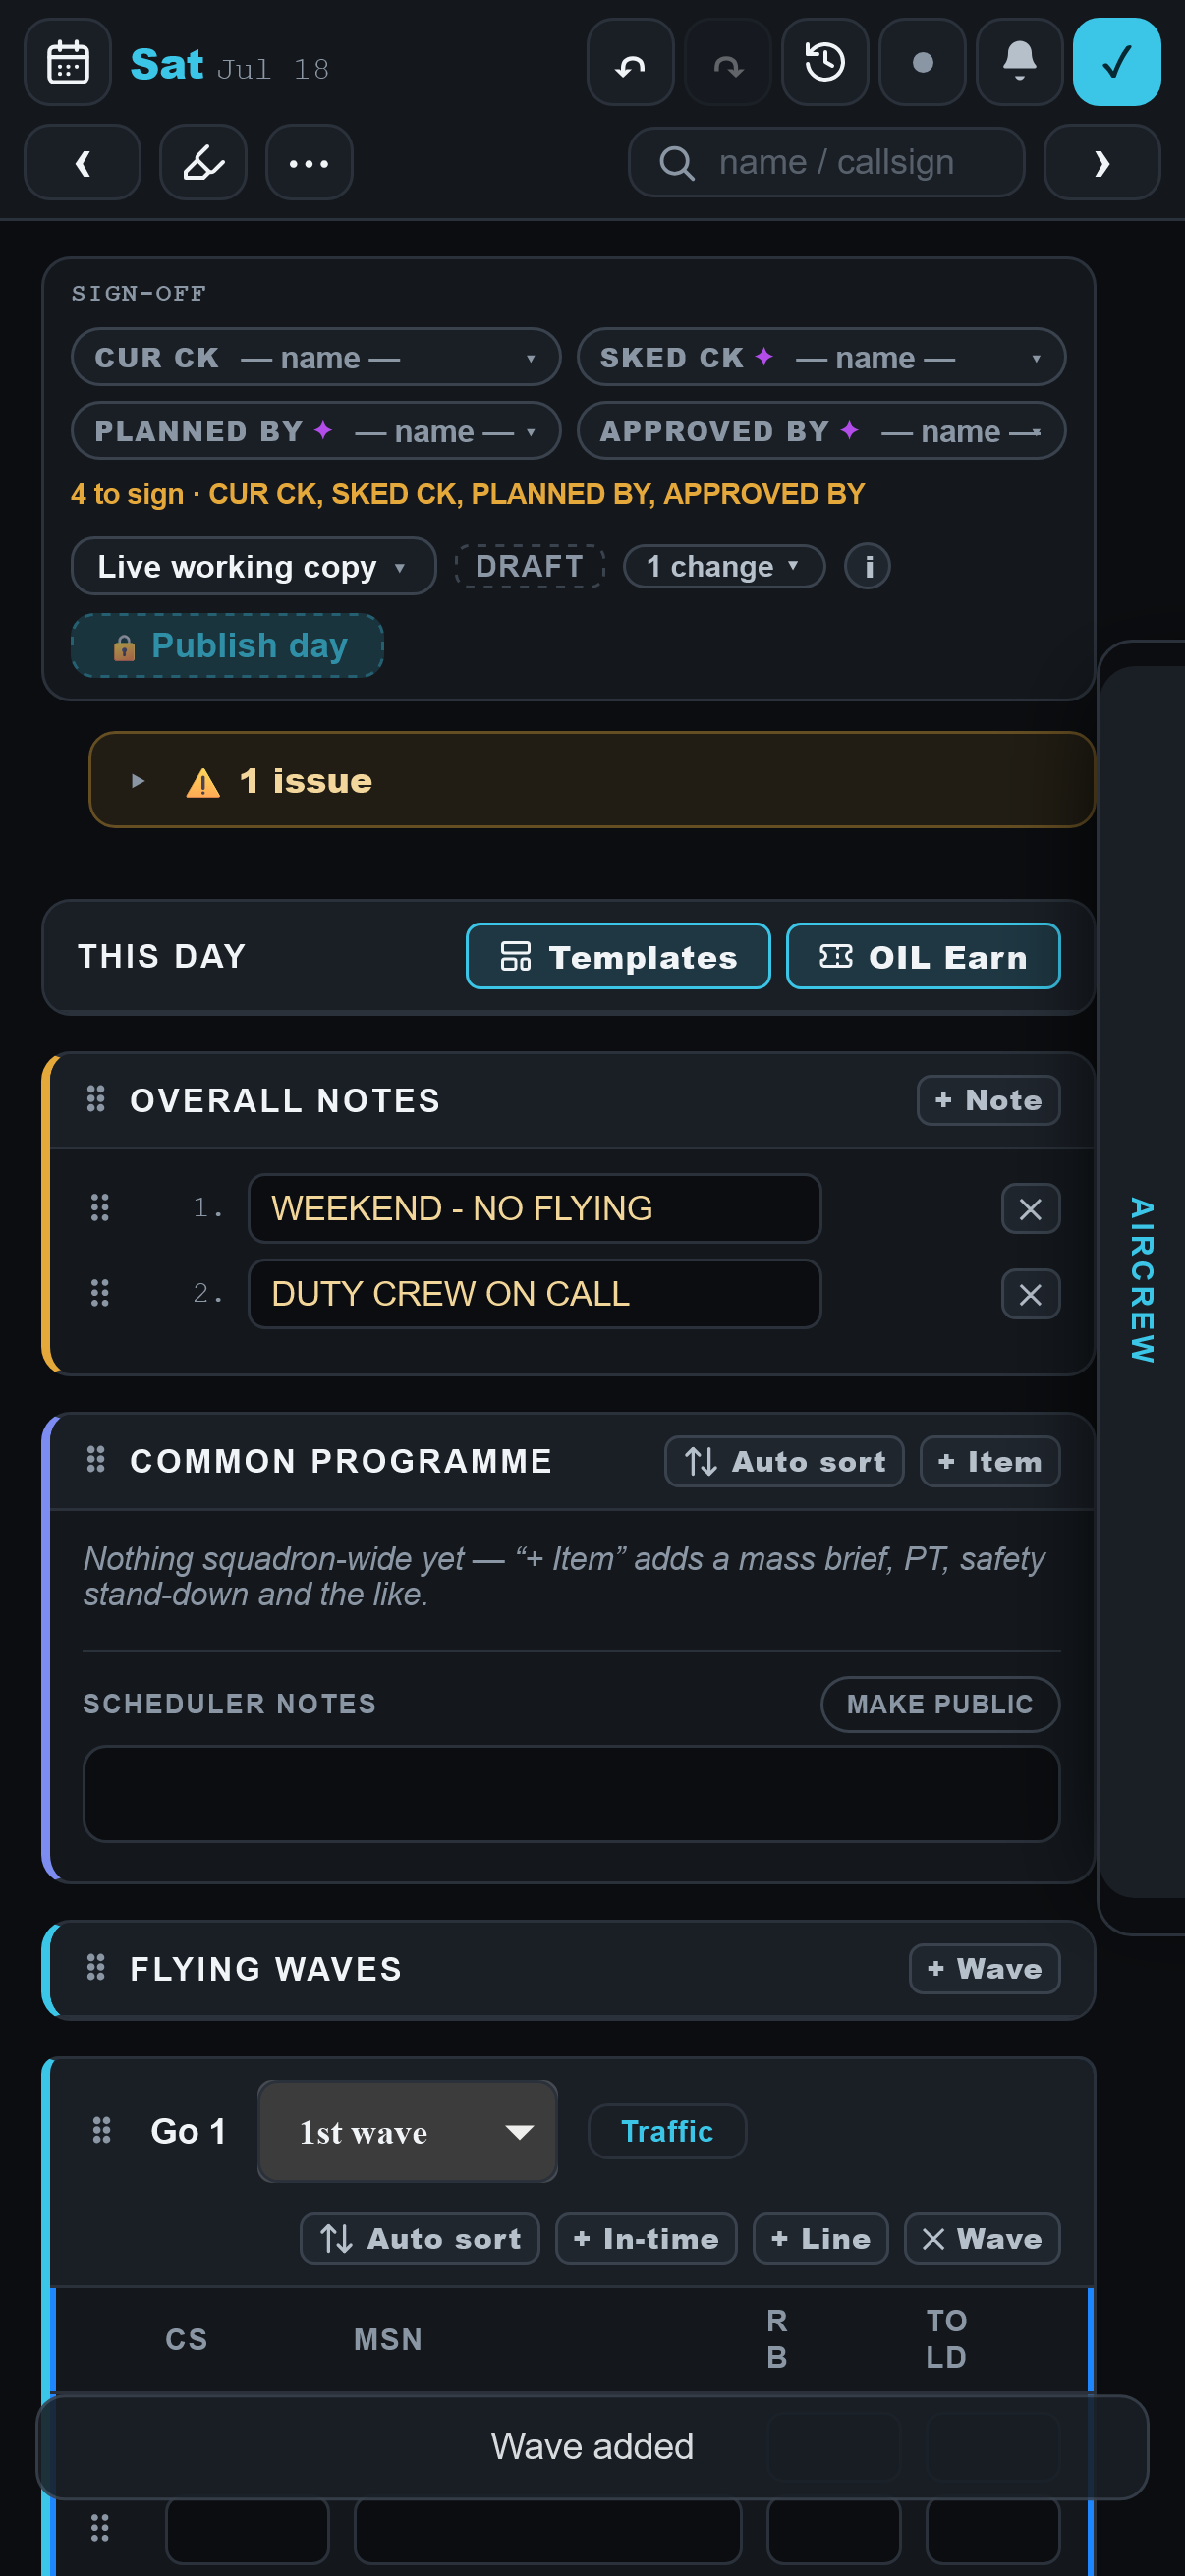 Sat Jul 18
name / callsign
SIGN-OFF
CUR CK — name —
SKED CK — name —
PLANNED BY — name —
APPROVED BY — name —
4 to sign · CUR CK, SKED CK, PLANNED BY, APPROVED BY
Live working copy DRAFT 1 change i
Publish day
1 issue
THIS DAY Templates OIL Earn
OVERALL NOTES + Note
1. WEEKEND - NO FLYING
2. DUTY CREW ON CALL
AIRCREW
COMMON PROGRAMME Auto sort + Item
Nothing squadron-wide yet — “+ Item” adds a mass brief, PT, safety
stand-down and the like.
SCHEDULER NOTES MAKE PUBLIC
FLYING WAVES + Wave
Go 1 1st wave Traffic
Auto sort + In-time + Line × Wave
CS MSN R B TO LD
Wave added